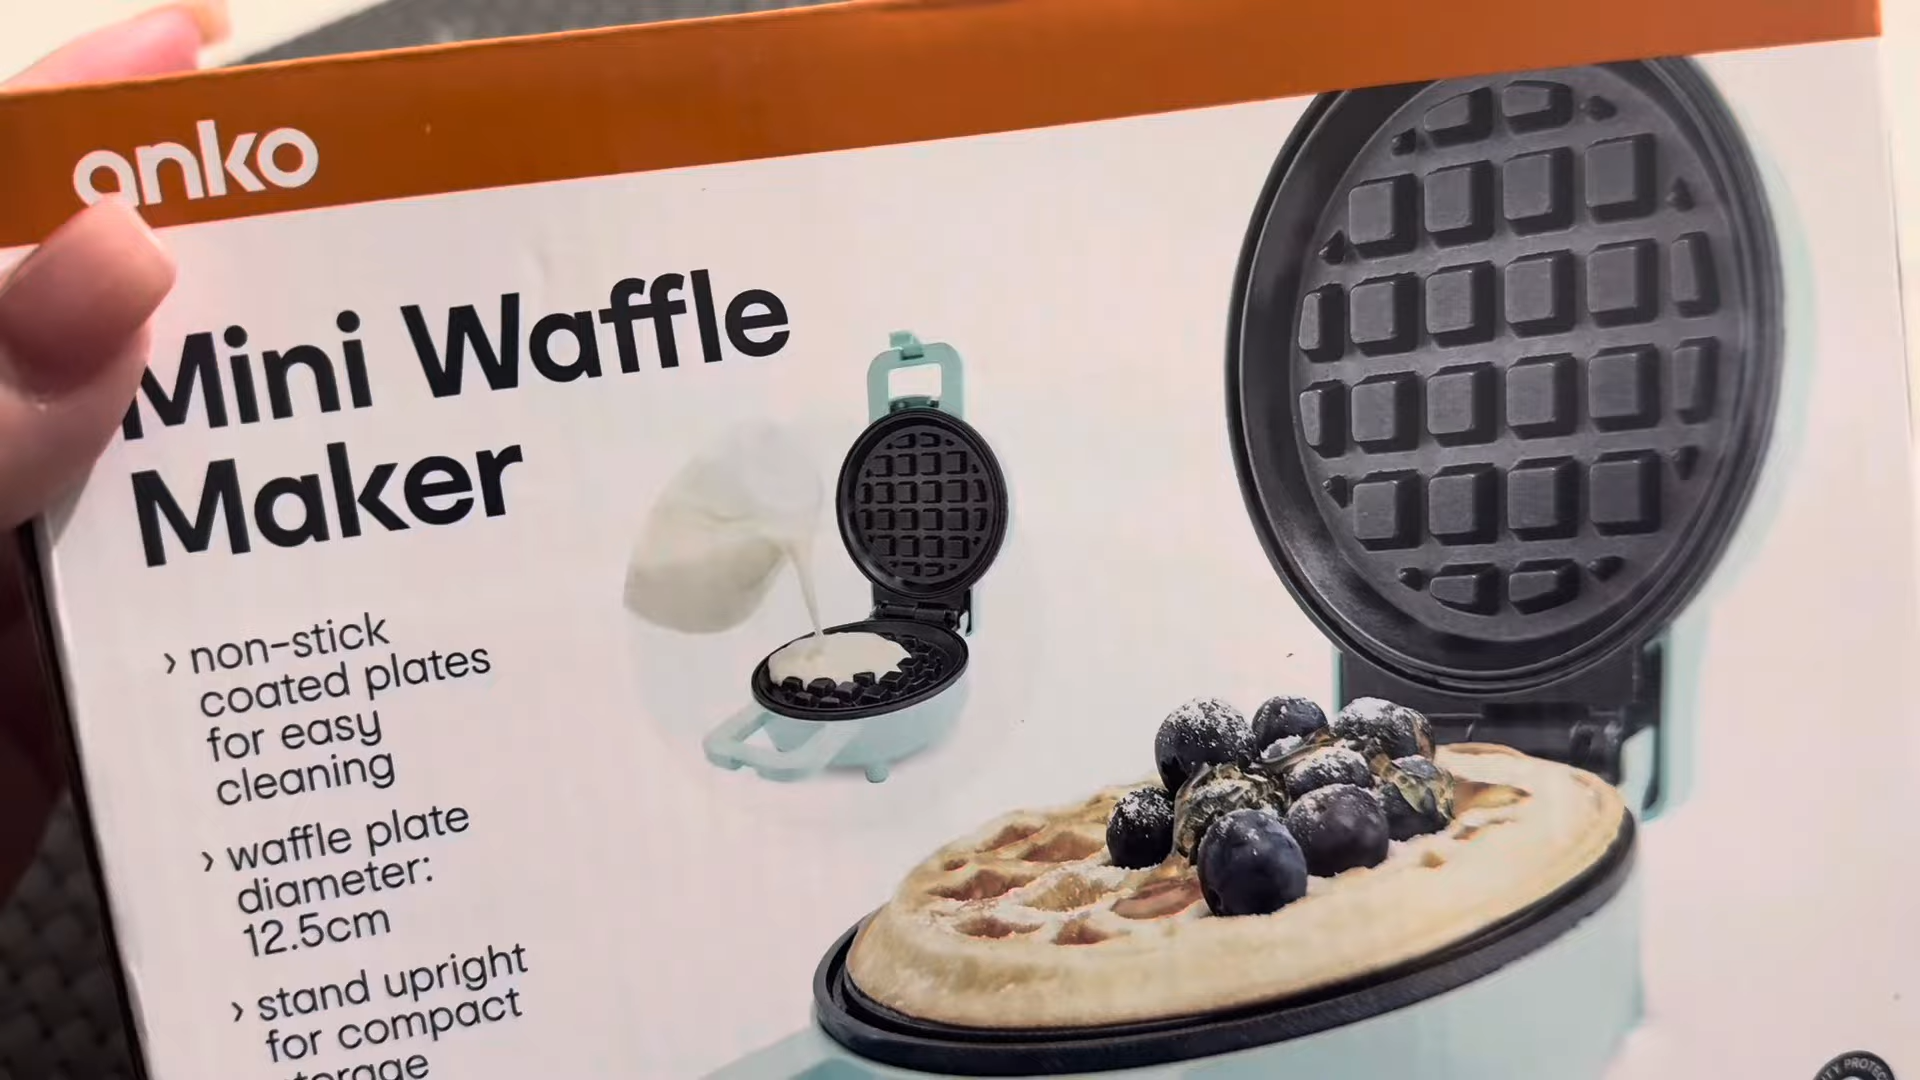 anko
Mini Waffle
Maker
› non-stick
coated plates
for easy
cleaning
› waffle plate
diameter:
12.5cm
› stand upright
for compact
storage